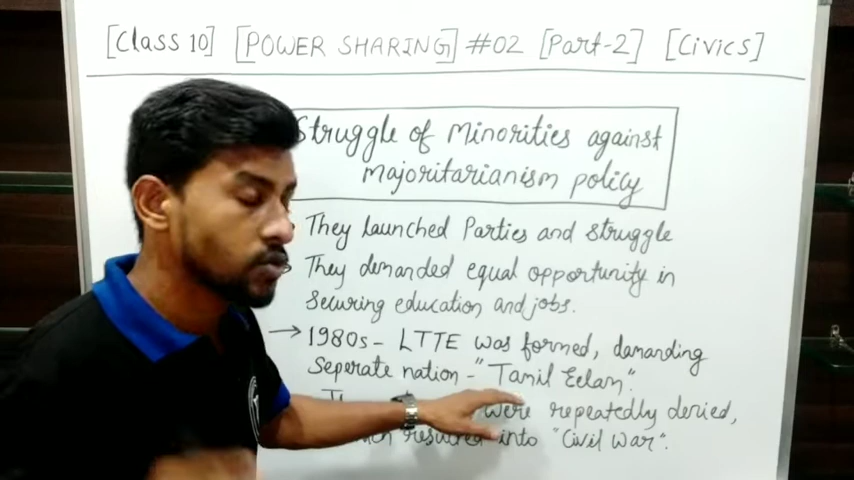 [Class 10] [POWER SHARING] #02 [Part-2] [Civics]
Struggle of Minorities against
majoritarianism policy
They launched Parties and struggle
They demanded equal opportunity in
Securing education and jobs.
→ 1980s - LTTE was formed, demanding
Seperate nation - "Tamil Eelam".
were repeatedly denied,
into "Civil War".